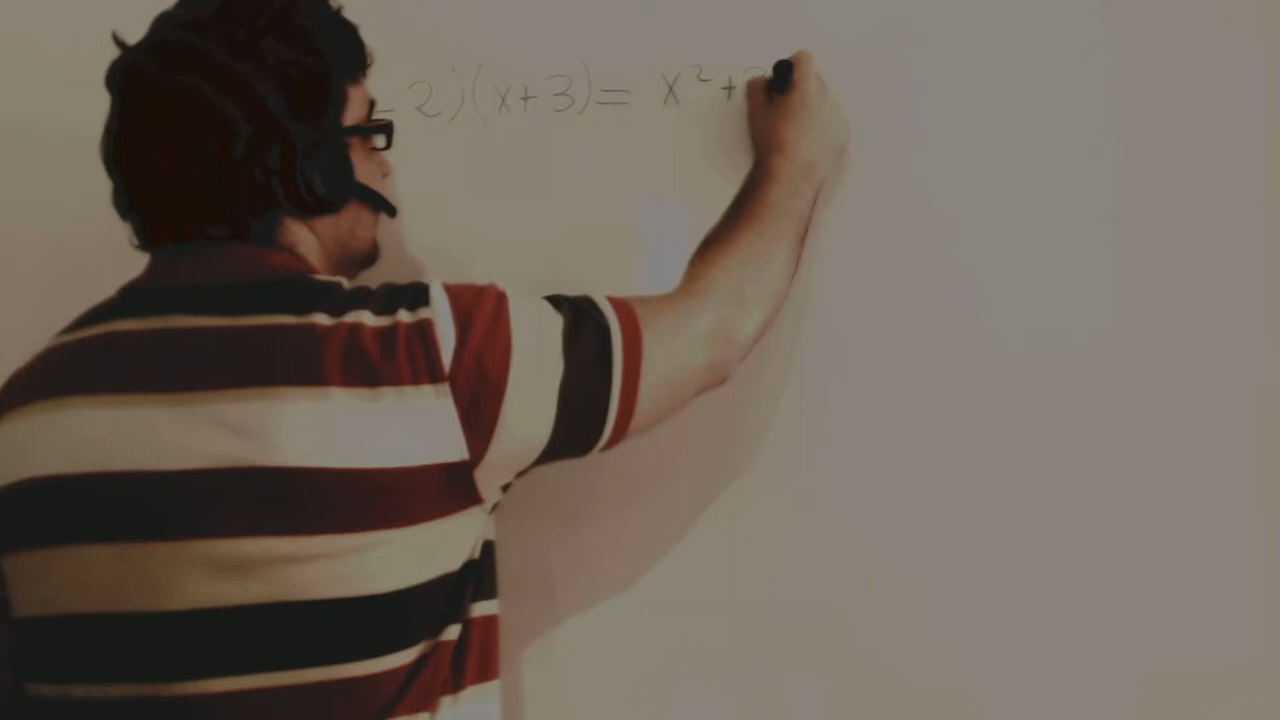 - 2)(x+3)= x²+